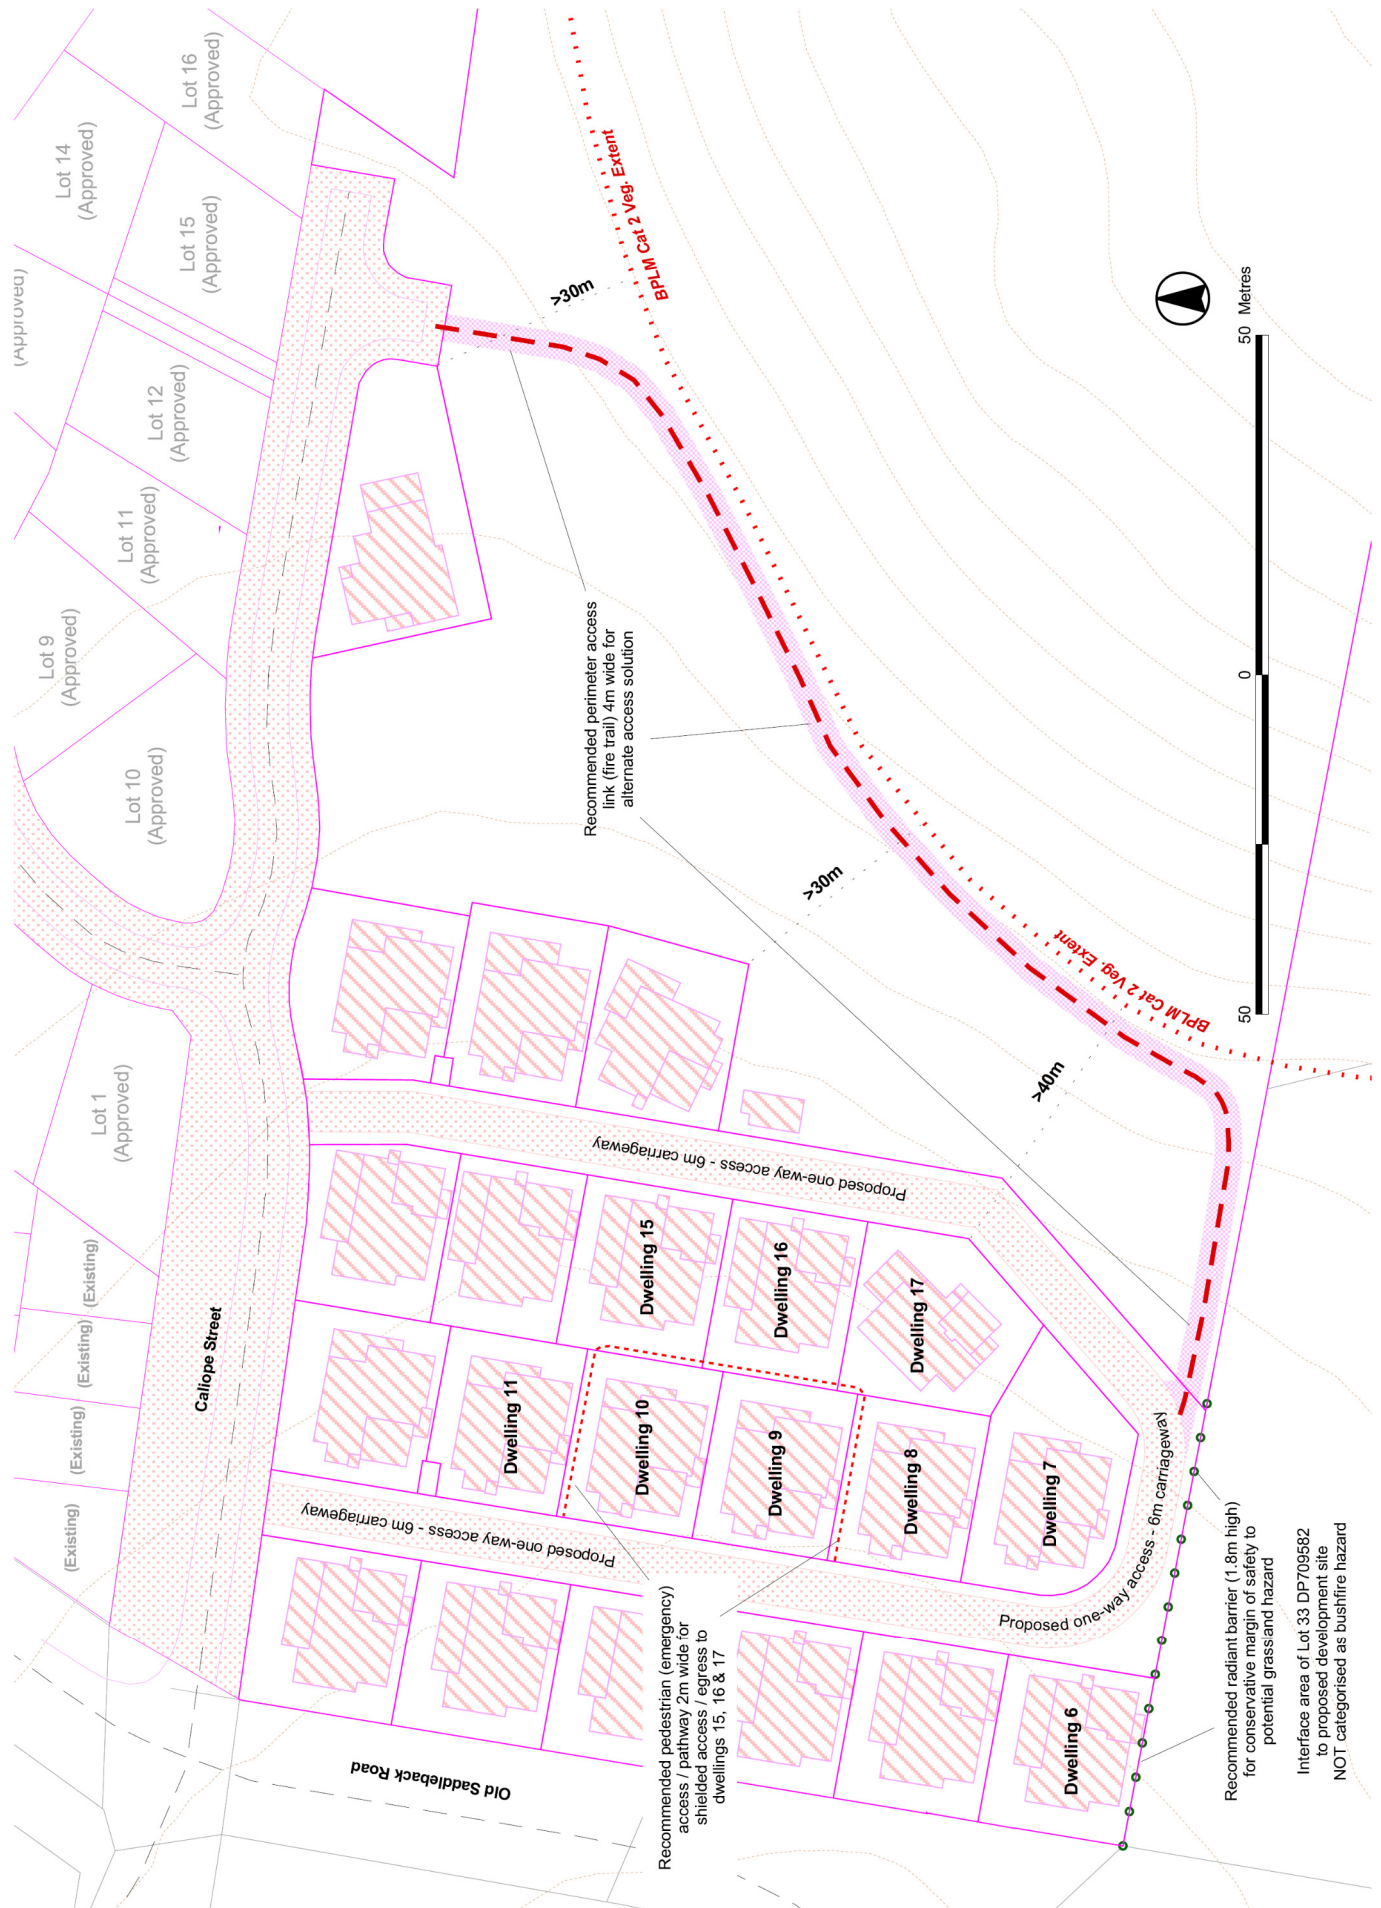 Lot 16
(Approved)
Lot 14
(Approved)
Lot 15
(Approved)
(Approved)
Lot 12
(Approved)
Lot 11
(Approved)
Lot 9
(Approved)
Lot 10
(Approved)
Lot 1
(Approved)
(Existing)
(Existing)
(Existing)
(Existing)
Caliope Street
Old Saddleback Road
BPLM Cat 2 Veg. Extent
>30m
Recommended perimeter access
link (fire trail) 4m wide for
alternate access solution
>30m
BPLM Cat 2 Veg. Extent
>40m
50
0
50 Metres
Proposed one-way access - 6m carriageway
Dwelling 15
Dwelling 16
Dwelling 17
Dwelling 11
Dwelling 10
Dwelling 9
Dwelling 8
Dwelling 7
Proposed one-way access - 6m carriageway
Proposed one-way access - 6m carriageway
Dwelling 6
Recommended pedestrian (emergency)
access / pathway 2m wide for
shielded access / egress to
dwellings 15, 16 & 17
Recommended radiant barrier (1.8m high)
for conservative margin of safety to
potential grassland hazard
Interface area of Lot 33 DP709582
to proposed development site
NOT categorised as bushfire hazard